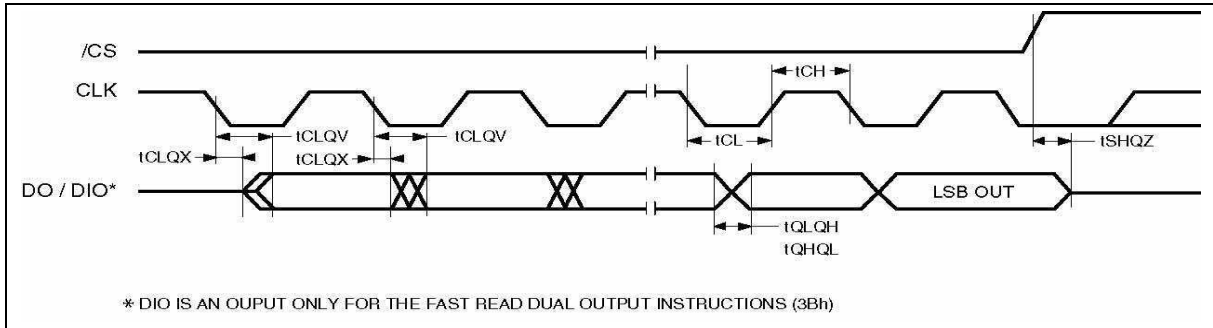 /CS
CLK
tCH
tCLQV
tCLQV
tCL
tSHQZ
tCLQX
tCLQX
DO / DIO*
LSB OUT
tQLQH
tQHQL
* DIO IS AN OUPUT ONLY FOR THE FAST READ DUAL OUTPUT INSTRUCTIONS (3Bh)